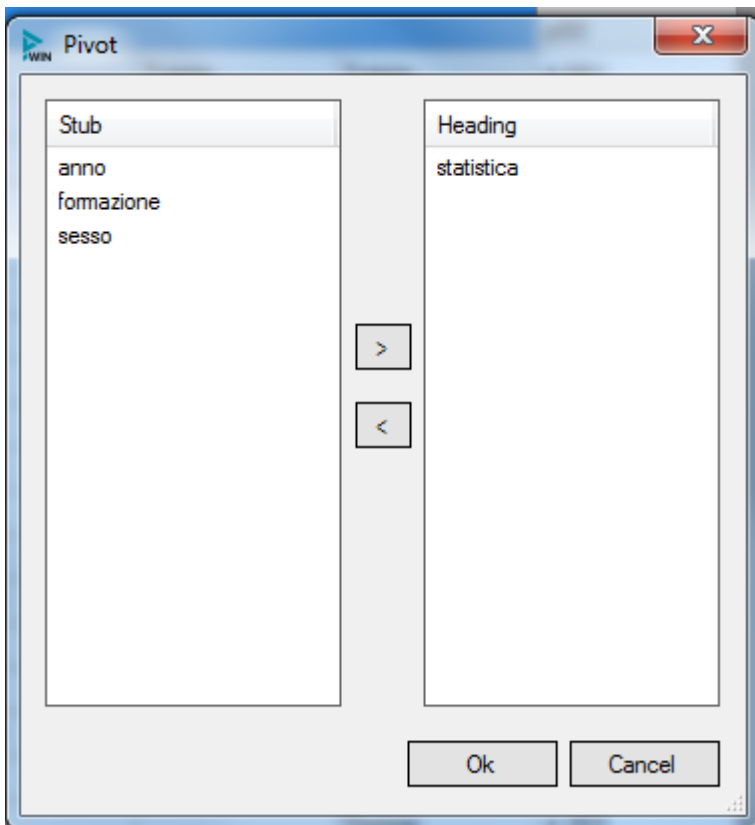 WIN
Pivot
x
Stub
anno
formazione
sesso
Heading
statistica
>
<
Ok
Cancel